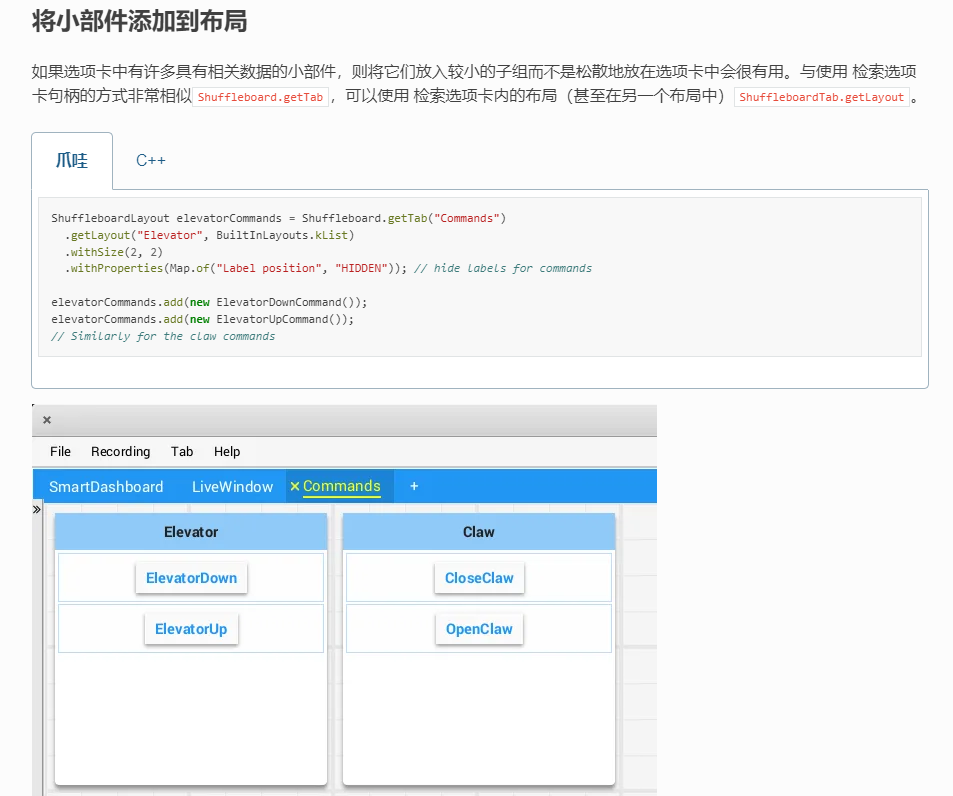 将小部件添加到布局
如果选项卡中有许多具有相关数据的小部件，则将它们放入较小的子组而不是松散地放在选项卡中会很有用。与使用 检索选项
卡句柄的方式非常相似 Shuffleboard.getTab ，可以使用 检索选项卡内的布局（甚至在另一个布局中） ShuffleboardTab.getLayout 。
爪哇 C++
ShuffleboardLayout elevatorCommands = Shuffleboard.getTab("Commands")
  .getLayout("Elevator", BuiltInLayouts.kList)
  .withSize(2, 2)
  .withProperties(Map.of("Label position", "HIDDEN")); // hide labels for commands
elevatorCommands.add(new ElevatorDownCommand());
elevatorCommands.add(new ElevatorUpCommand());
// Similarly for the claw commands
×
File Recording Tab Help
SmartDashboard LiveWindow ×Commands +
»
Elevator Claw
ElevatorDown CloseClaw
ElevatorUp OpenClaw